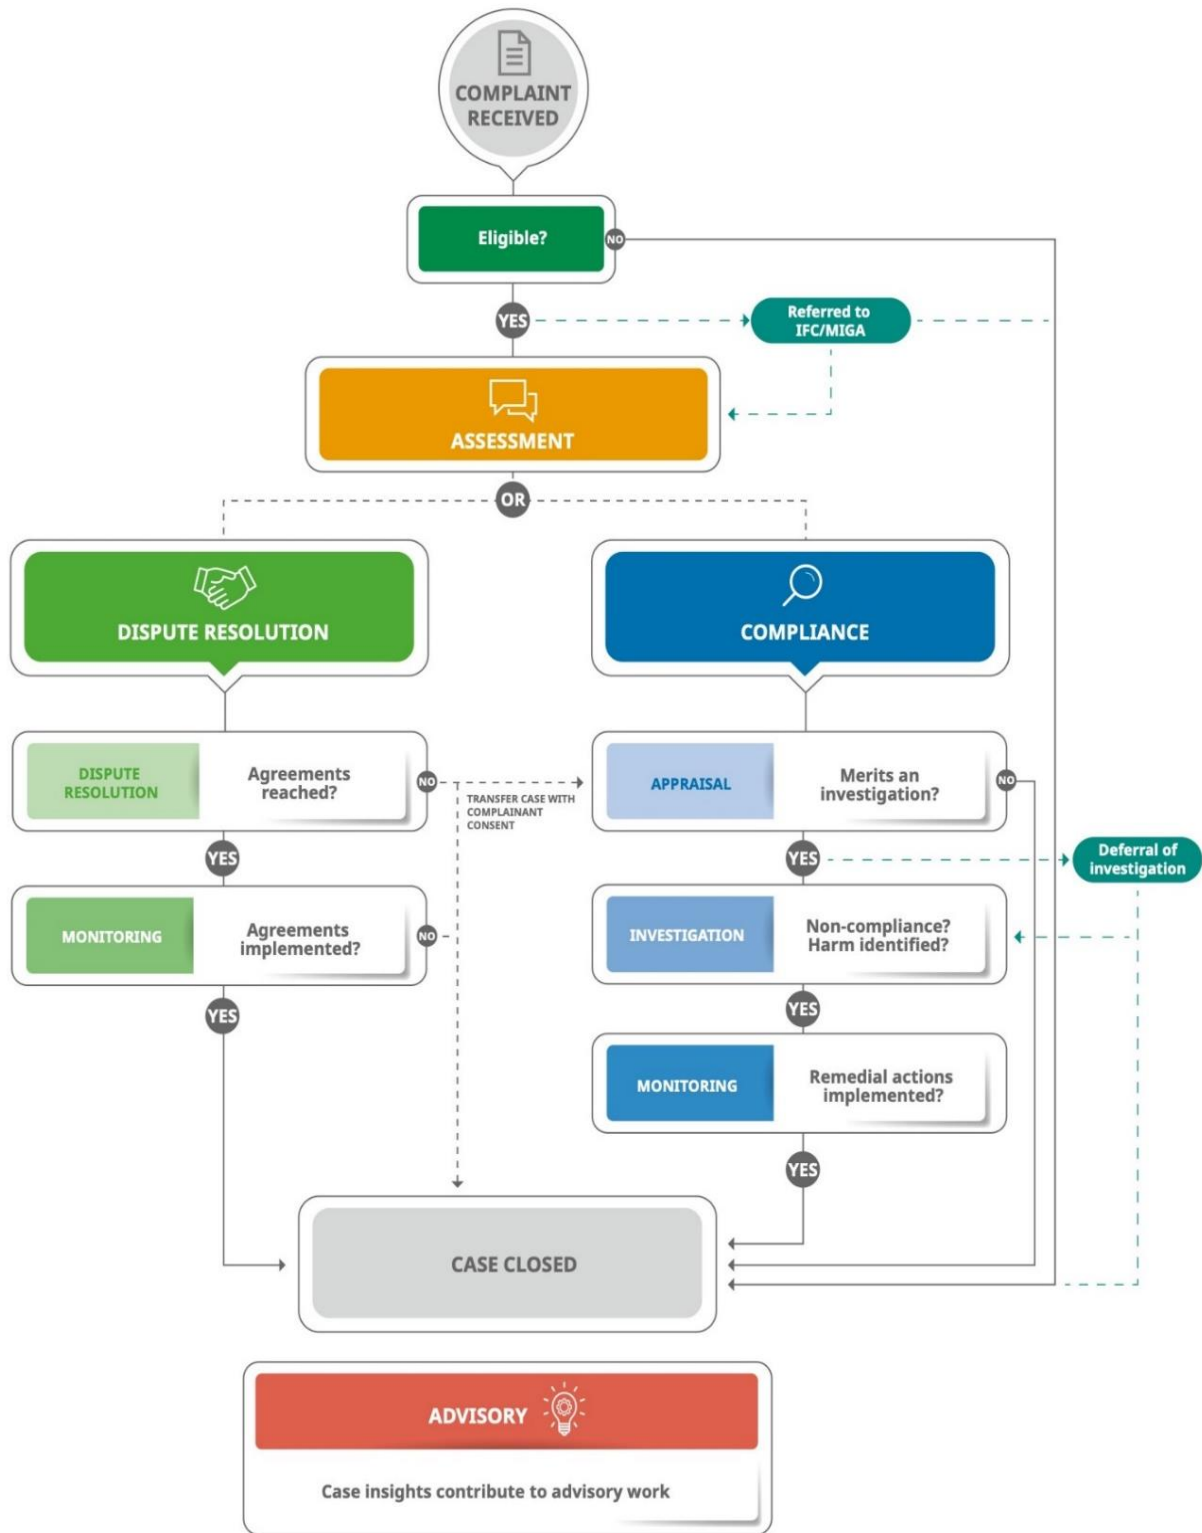 COMPLAINT
RECEIVED
Eligible?
NO
YES
Referred to
IFC/MIGA
ASSESSMENT
OR
DISPUTE RESOLUTION
COMPLIANCE
DISPUTE
RESOLUTION
Agreements
reached?
NO
TRANSFER CASE WITH
COMPLAINANT
CONSENT
APPRAISAL
Merits an
investigation?
NO
YES
YES
Deferral of
investigation
MONITORING
Agreements
implemented?
NO
INVESTIGATION
Non-compliance?
Harm identified?
YES
YES
MONITORING
Remedial actions
implemented?
YES
CASE CLOSED
ADVISORY
Case insights contribute to advisory work